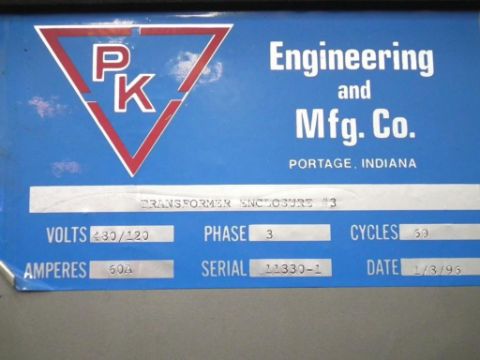 PK
Engineering
and
Mfg. Co.
PORTAGE, INDIANA
TRANSFORMER ENCLOSURE #3
VOLTS 480/120 PHASE 3 CYCLES 60
AMPERES 60A SERIAL 11330-1 DATE 1/3/95